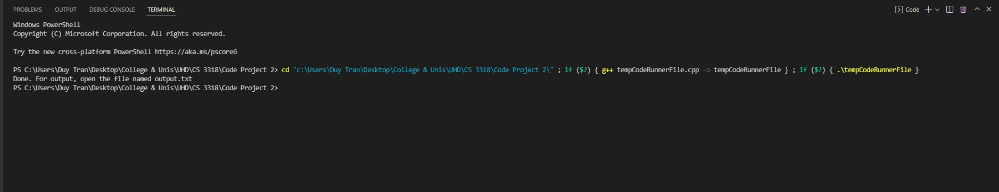 PROBLEMS OUTPUT DEBUG CONSOLE TERMINAL Code
Windows PowerShell
Copyright (C) Microsoft Corporation. All rights reserved.
Try the new cross-platform PowerShell https://aka.ms/pscore6
PS C:\Users\Duy Tran\Desktop\College & Unis\UHD\CS 3318\Code Project 2> cd "c:\Users\Duy Tran\Desktop\College & Unis\UHD\CS 3318\Code Project 2\" ; if ($?) { g++ tempCodeRunnerFile.cpp -o tempCodeRunnerFile } ; if ($?) { .\tempCodeRunnerFile }
Done. For output, open the file named output.txt
PS C:\Users\Duy Tran\Desktop\College & Unis\UHD\CS 3318\Code Project 2>